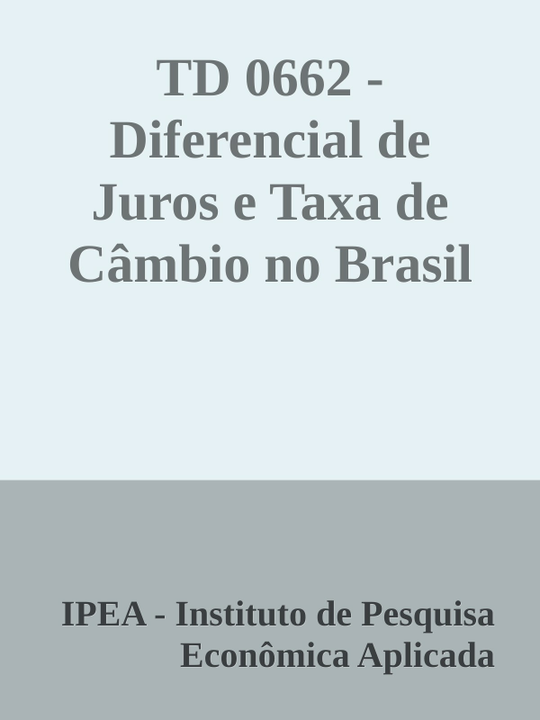 TD 0662 -
Diferencial de
Juros e Taxa de
Câmbio no Brasil
IPEA - Instituto de Pesquisa
Econômica Aplicada